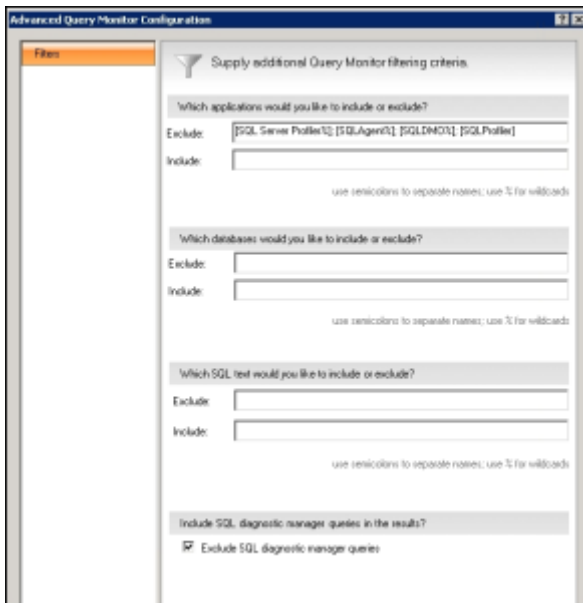 Advanced Query Monitor Configuration
Filters
Supply additional Query Monitor filtering criteria.
Which applications would you like to include or exclude?
Exclude: [SQL Server Profiler%]; [SQLAgent%]; [SQLDMO%]; [SQLProfiler]
Include:
use semicolons to separate names; use % for wildcards
Which databases would you like to include or exclude?
Exclude:
Include:
use semicolons to separate names; use % for wildcards
Which SQL text would you like to include or exclude?
Exclude:
Include:
use semicolons to separate names; use % for wildcards
Include SQL diagnostic manager queries in the results?
Exclude SQL diagnostic manager queries